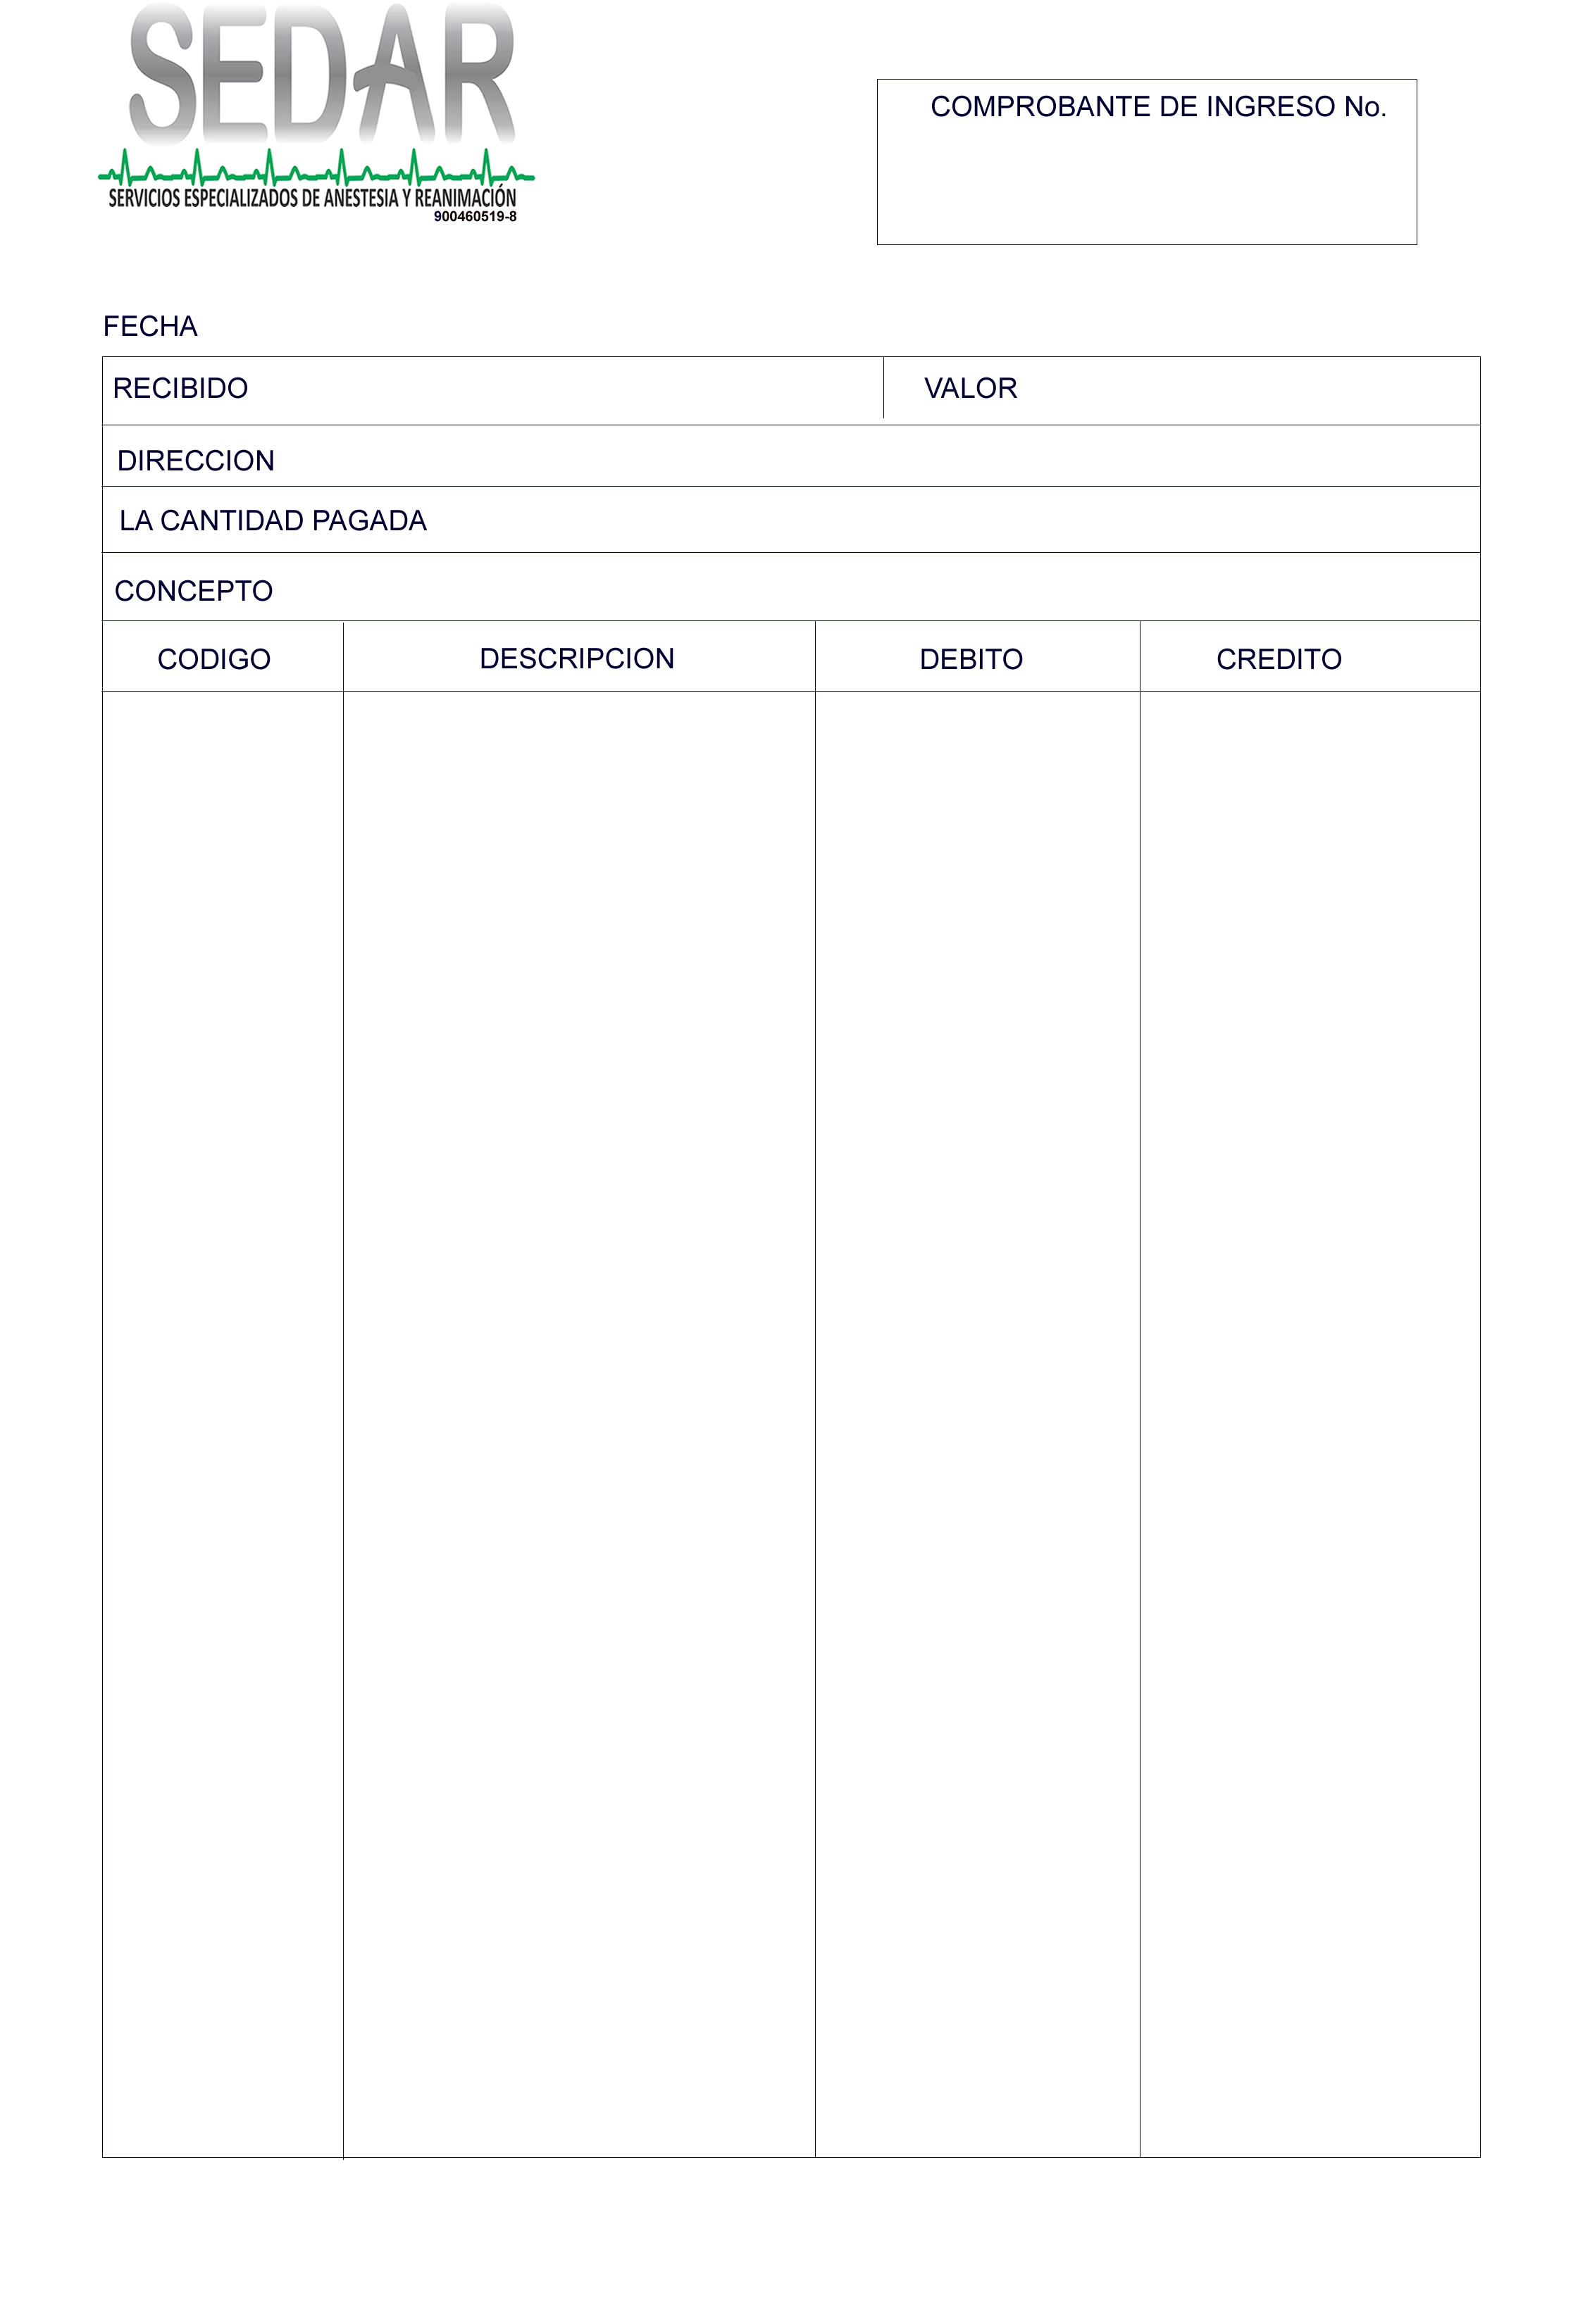 SEDAR
SERVICIOS ESPECIALIZADOS DE ANESTESIA Y REANIMACIÓN
900460519-8
COMPROBANTE DE INGRESO No.
FECHA
RECIBIDO VALOR
DIRECCION
LA CANTIDAD PAGADA
CONCEPTO
CODIGO DESCRIPCION DEBITO CREDITO